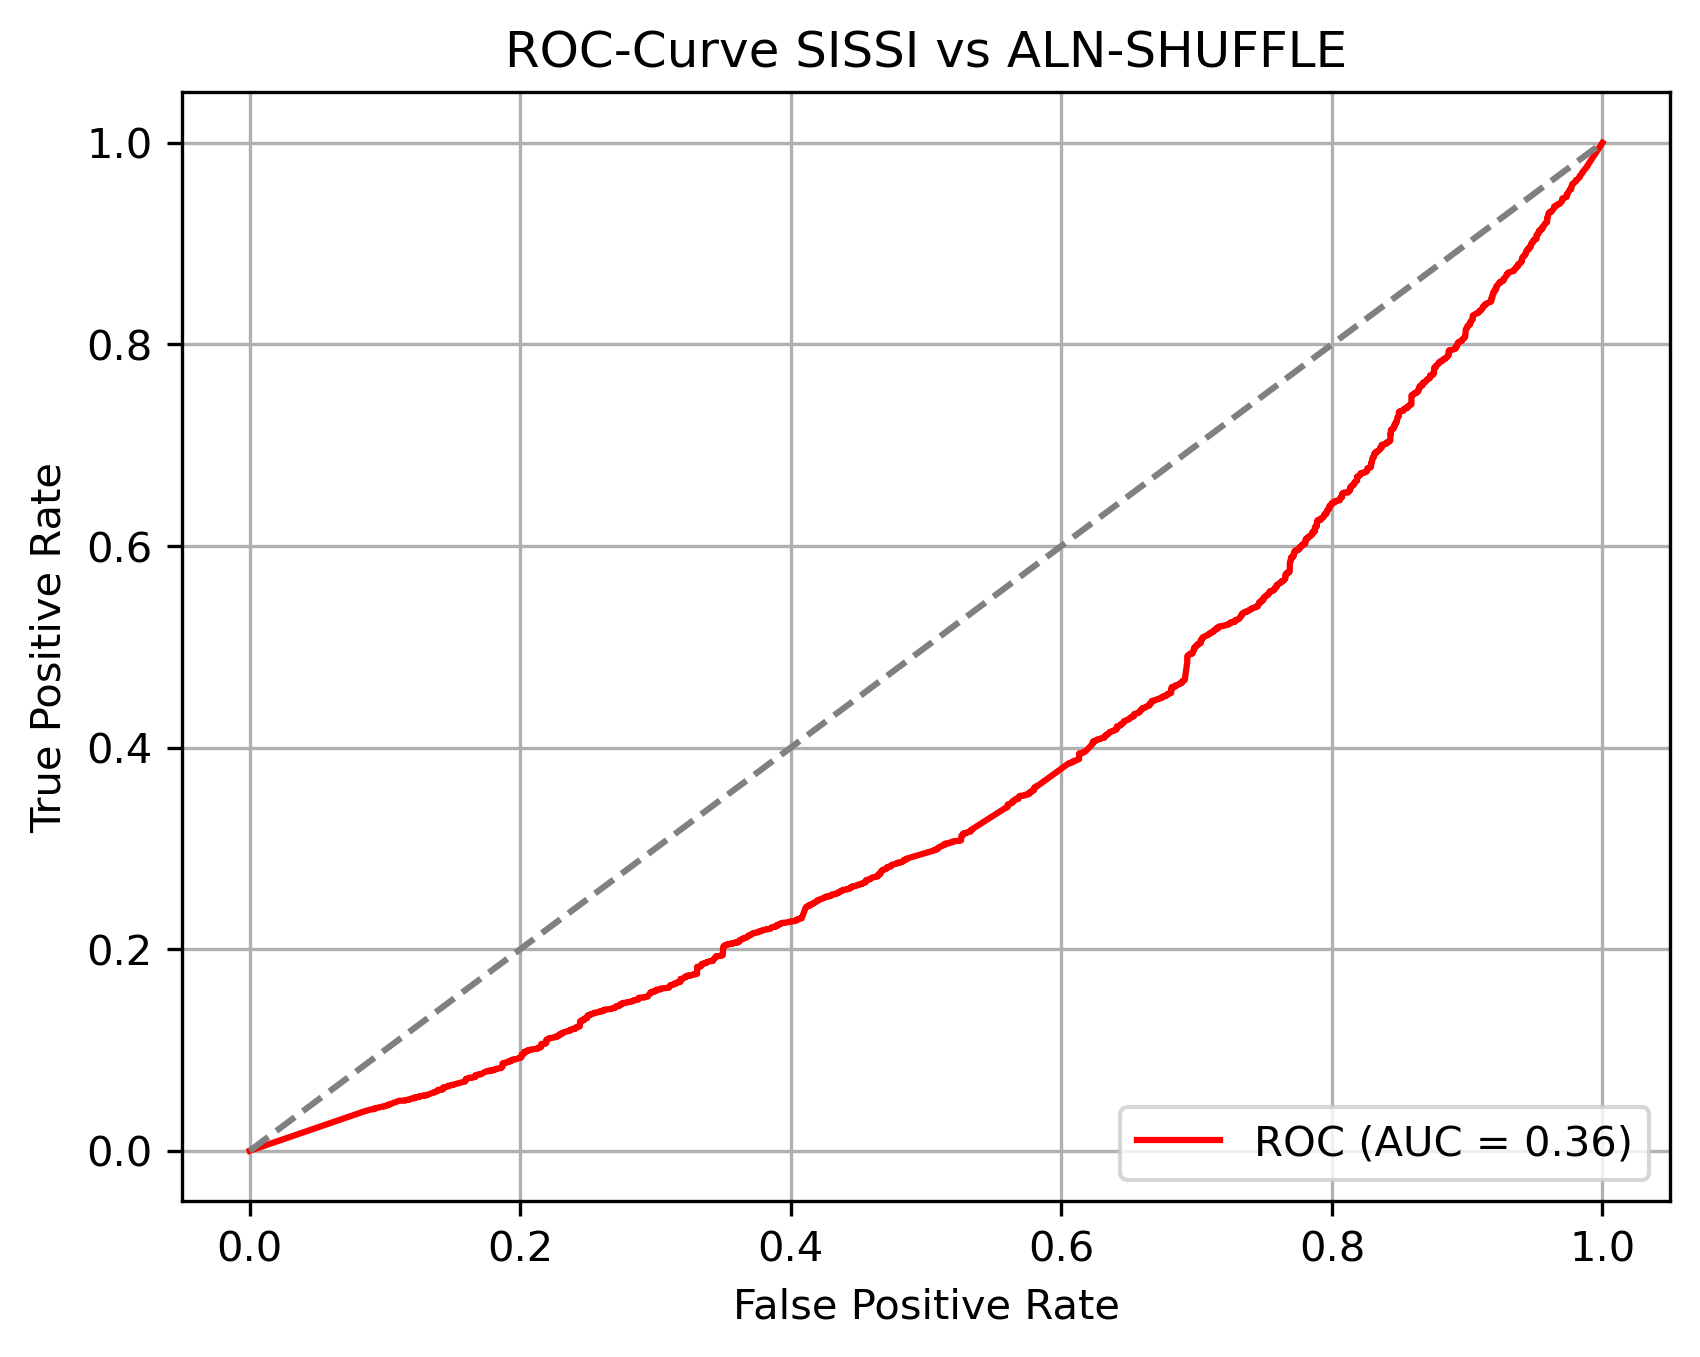 ROC-Curve SISSI vs ALN-SHUFFLE
True Positive Rate
1.0
0.8
0.6
0.4
0.2
0.0
ROC (AUC = 0.36)
0.0 0.2 0.4 0.6 0.8 1.0
False Positive Rate